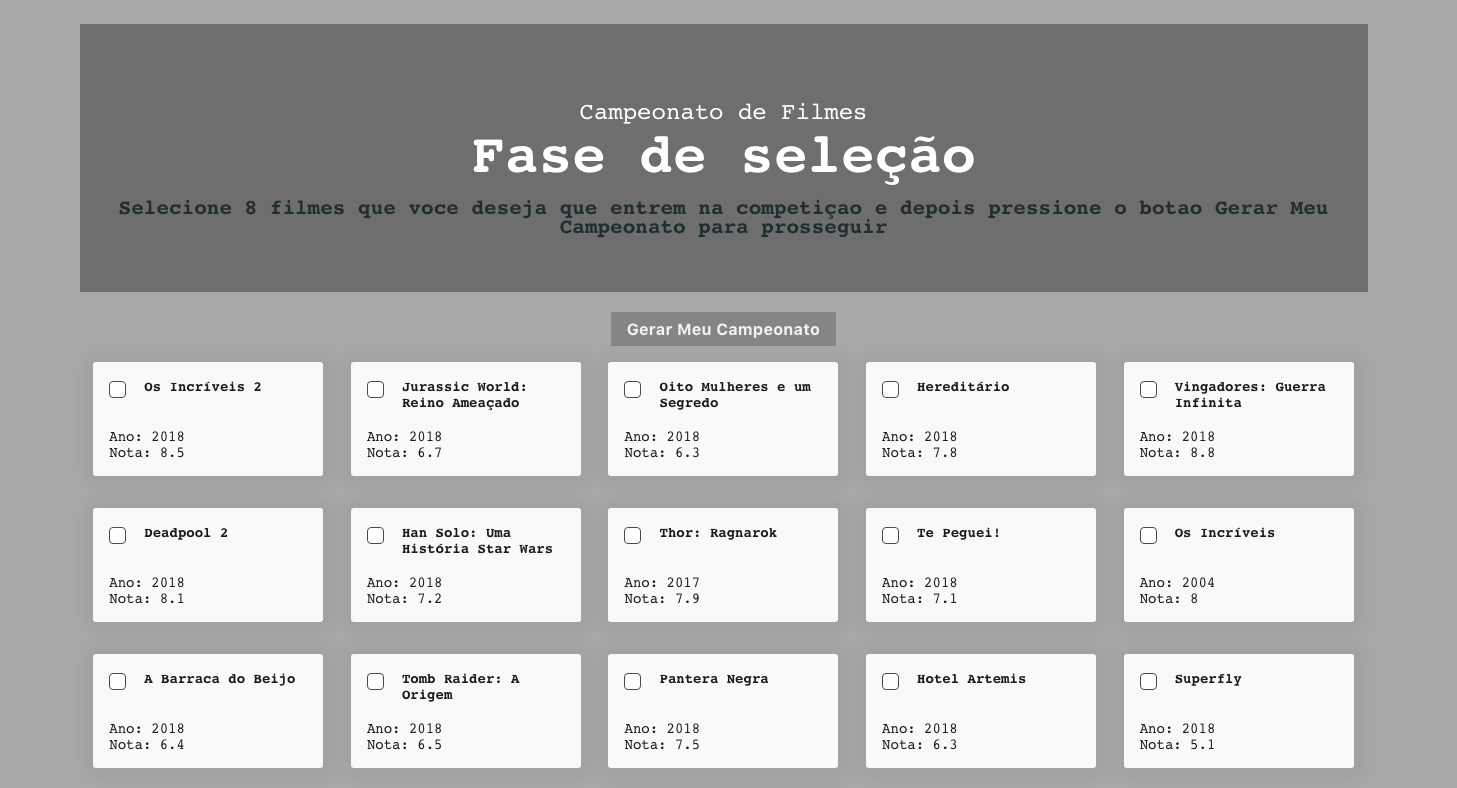 Campeonato de Filmes
Fase de seleção
Selecione 8 filmes que voce deseja que entrem na competiçao e depois pressione o botao Gerar Meu
Campeonato para prosseguir
Gerar Meu Campeonato
Os Incríveis 2
Ano: 2018
Nota: 8.5
Jurassic World:
Reino Ameaçado
Ano: 2018
Nota: 6.7
Oito Mulheres e um
Segredo
Ano: 2018
Nota: 6.3
Hereditário
Ano: 2018
Nota: 7.8
Vingadores: Guerra
Infinita
Ano: 2018
Nota: 8.8
Deadpool 2
Ano: 2018
Nota: 8.1
Han Solo: Uma
História Star Wars
Ano: 2018
Nota: 7.2
Thor: Ragnarok
Ano: 2017
Nota: 7.9
Te Peguei!
Ano: 2018
Nota: 7.1
Os Incríveis
Ano: 2004
Nota: 8
A Barraca do Beijo
Ano: 2018
Nota: 6.4
Tomb Raider: A
Origem
Ano: 2018
Nota: 6.5
Pantera Negra
Ano: 2018
Nota: 7.5
Hotel Artemis
Ano: 2018
Nota: 6.3
Superfly
Ano: 2018
Nota: 5.1